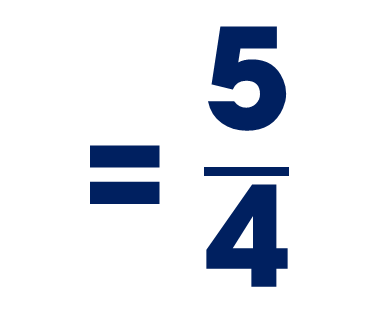 = 5/4